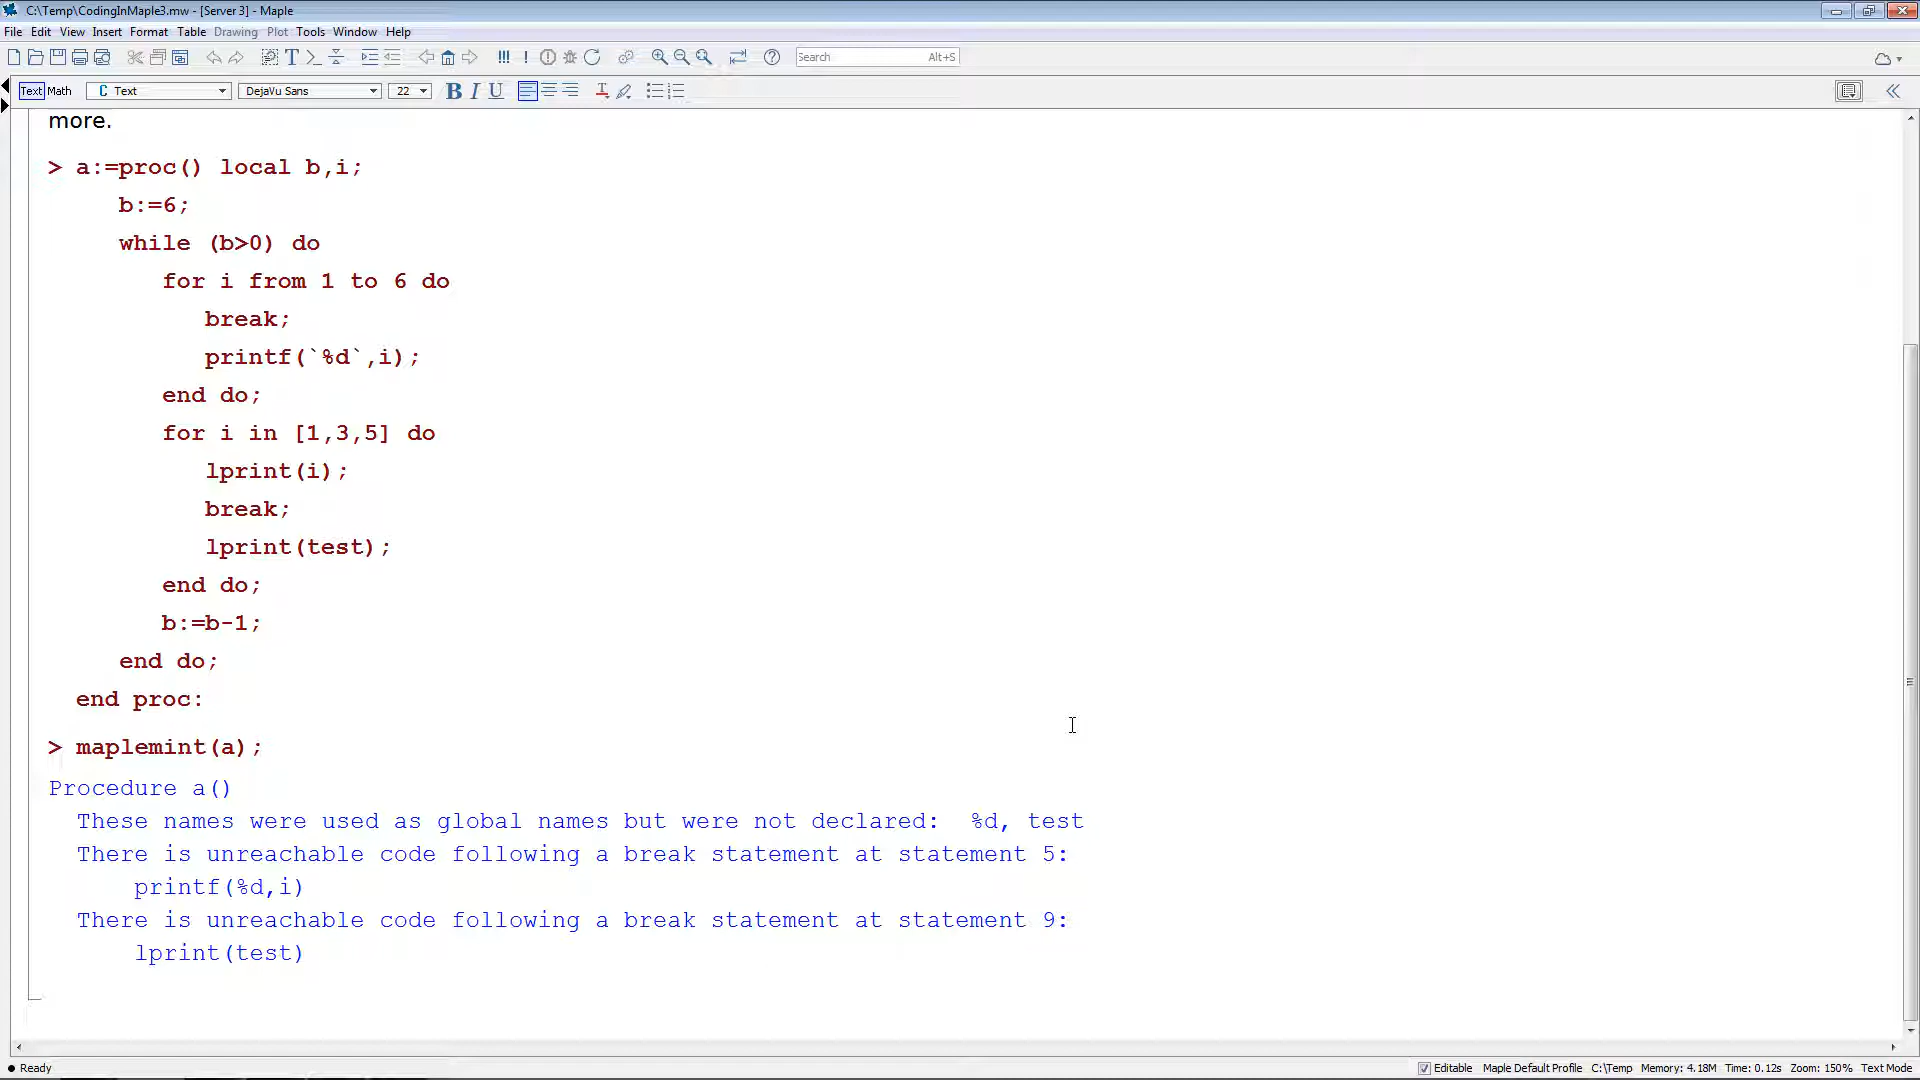 C:\Temp\CodingInMaple3.mw - [Server 3] - Maple
File Edit View Insert Format Table Drawing Plot Tools Window Help
Search Alt+S
Text Math C Text DejaVu Sans 22 B I U
more.
> a:=proc() local b,i;
b:=6;
while (b>0) do
for i from 1 to 6 do
break;
printf(`%d`,i);
end do;
for i in [1,3,5] do
lprint(i);
break;
lprint(test);
end do;
b:=b-1;
end do;
end proc:
> maplemint(a);
Procedure a()
These names were used as global names but were not declared:  %d, test
There is unreachable code following a break statement at statement 5:
printf(%d,i)
There is unreachable code following a break statement at statement 9:
lprint(test)
Ready Editable Maple Default Profile C:\Temp Memory: 4.18M Time: 0.12s Zoom: 150% Text Mode